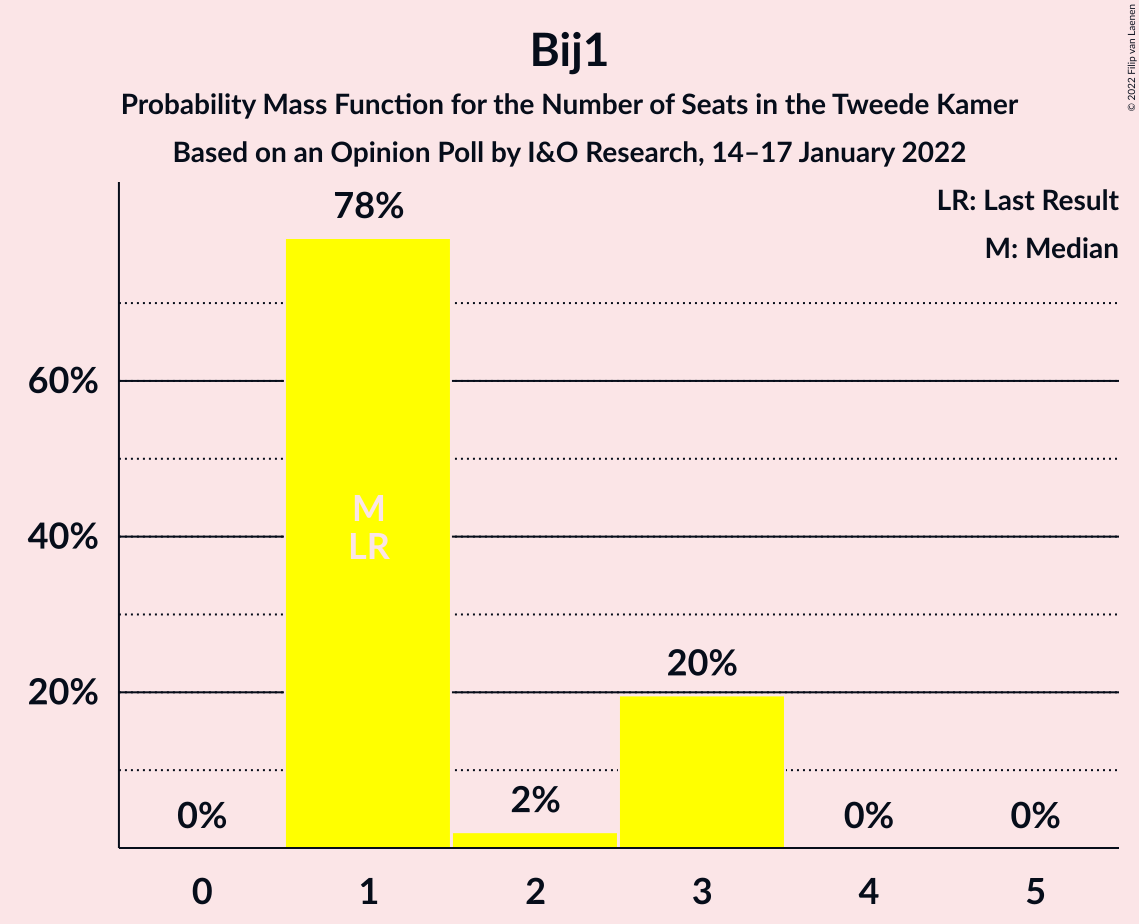 Bij1
Probability Mass Function for the Number of Seats in the Tweede Kamer
Based on an Opinion Poll by I&O Research, 14–17 January 2022
© 2022 Filip van Laenen
LR: Last Result
M: Median
78%
60%
M
40%
LR
20%
20%
2%
0%
0%
0%
0
1
2
3
4
5